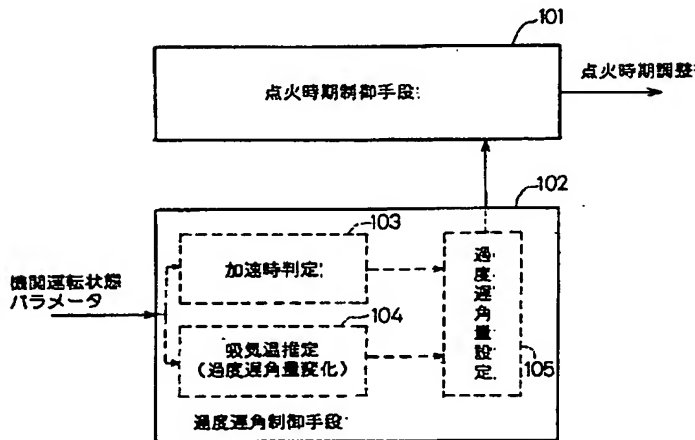 101
点火時期制御手段
点火時期調整
102
103
加速時判定
過度遅角量設定
機関運転状態
パラメータ
104
吸気温推定
(過度遅角量変化)
105
過度遅角制御手段